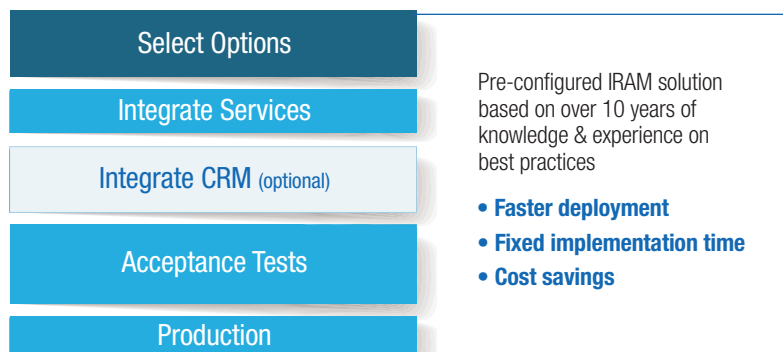 Select Options
Integrate Services
Integrate CRM (optional)
Acceptance Tests
Production
Pre-configured IRAM solution
based on over 10 years of
knowledge & experience on
best practices
• Faster deployment
• Fixed implementation time
• Cost savings